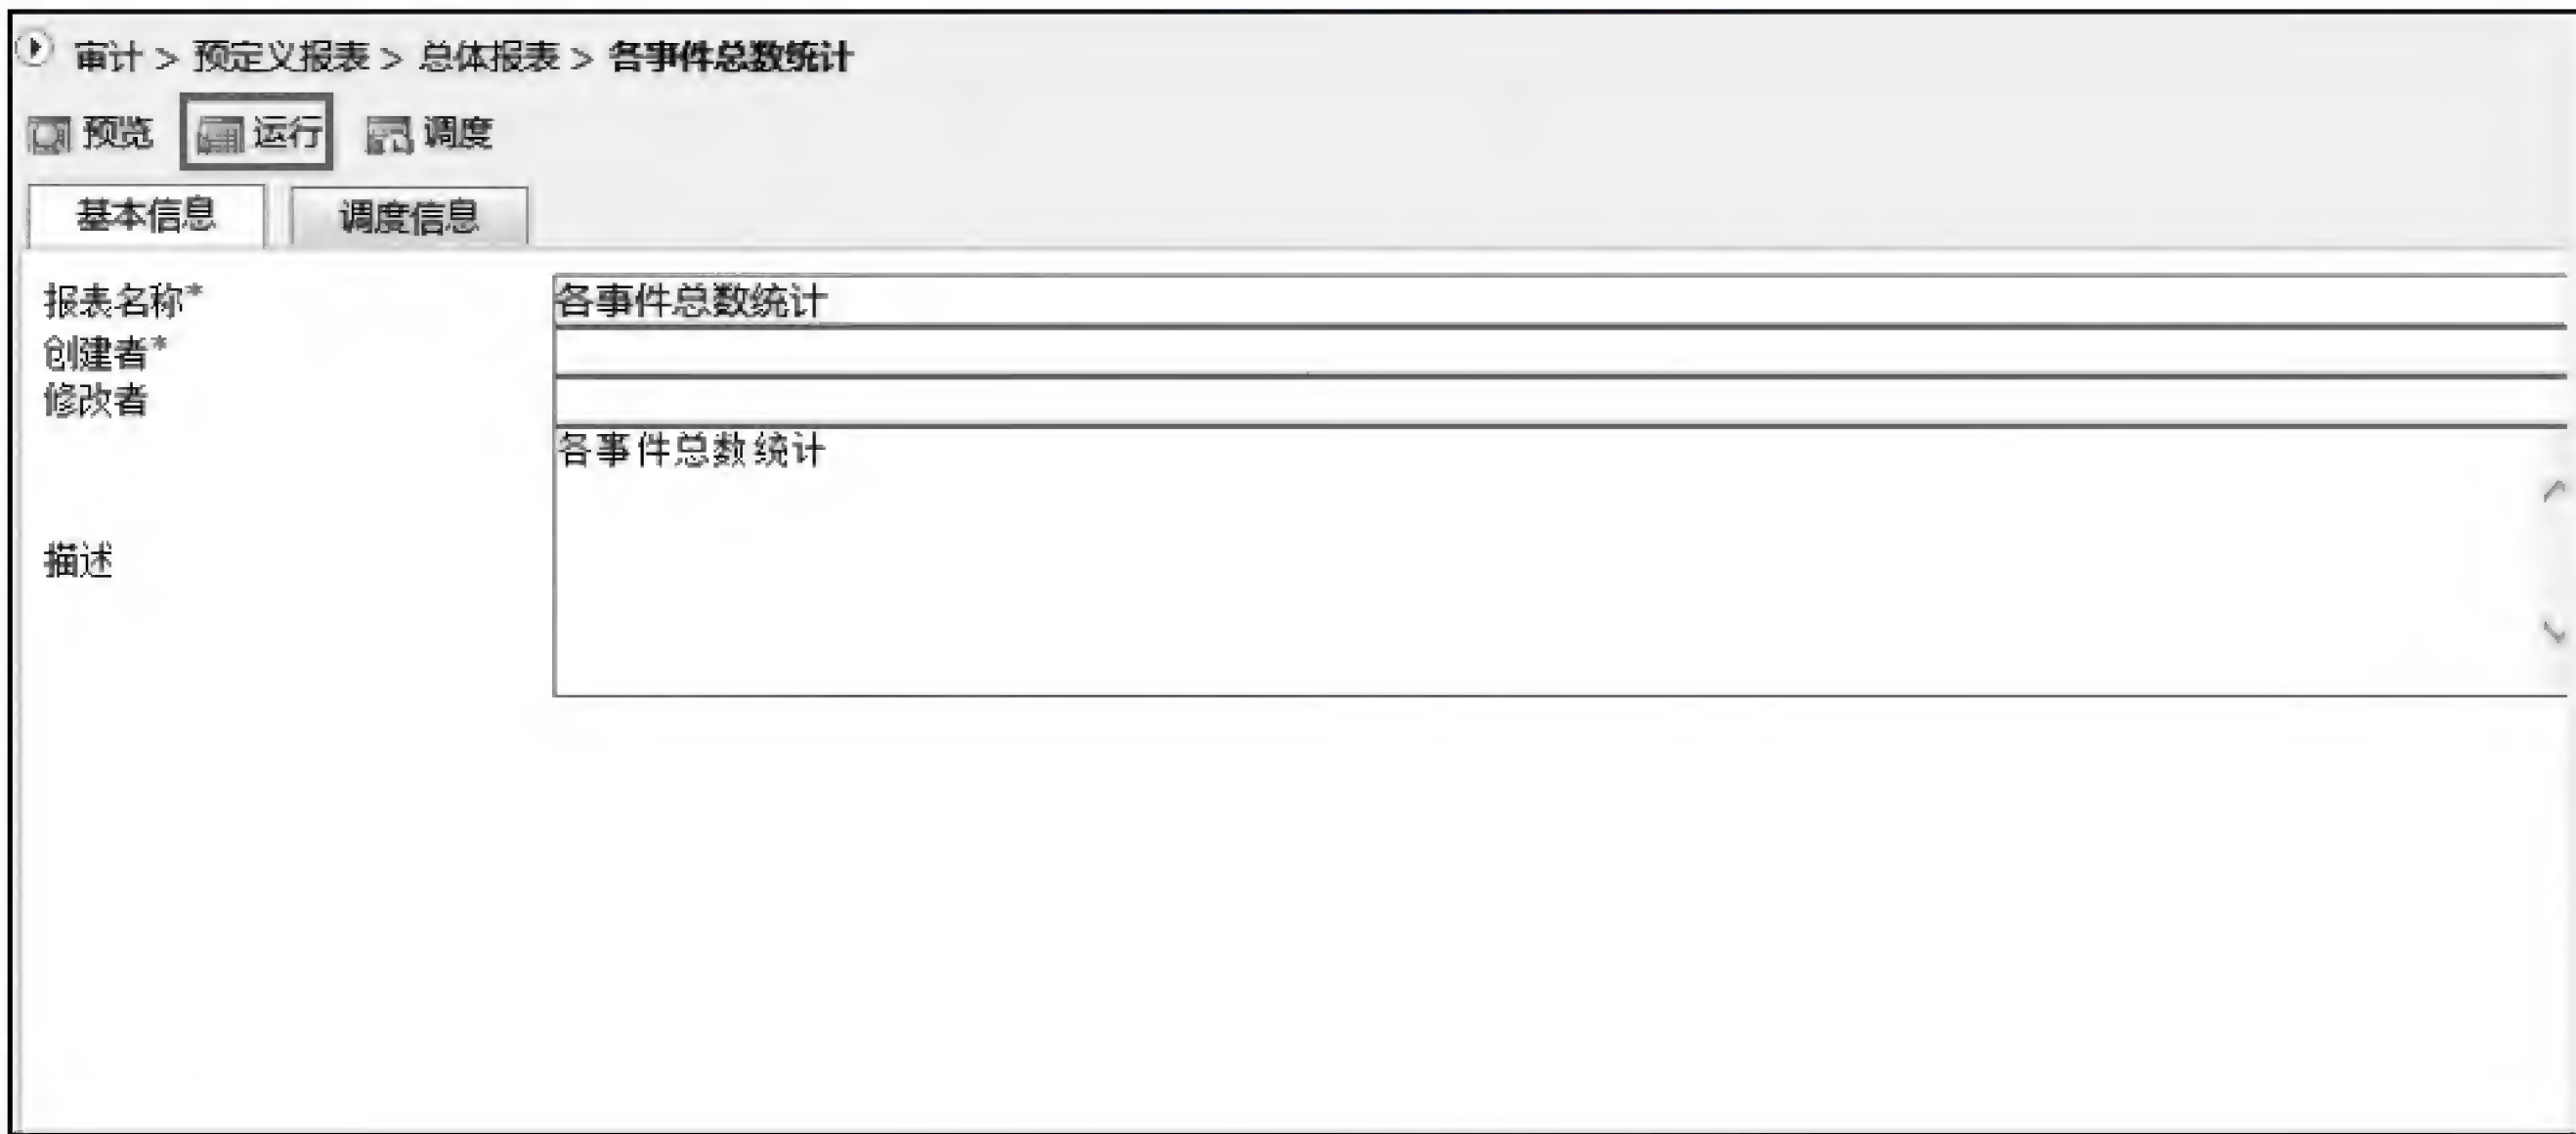 审计 > 预定义报表 > 总体报表 > 各事件总数统计
预览 运行 调度
基本信息 调度信息
报表名称* 各事件总数统计
创建者*
修改者
各事件总数统计
描述